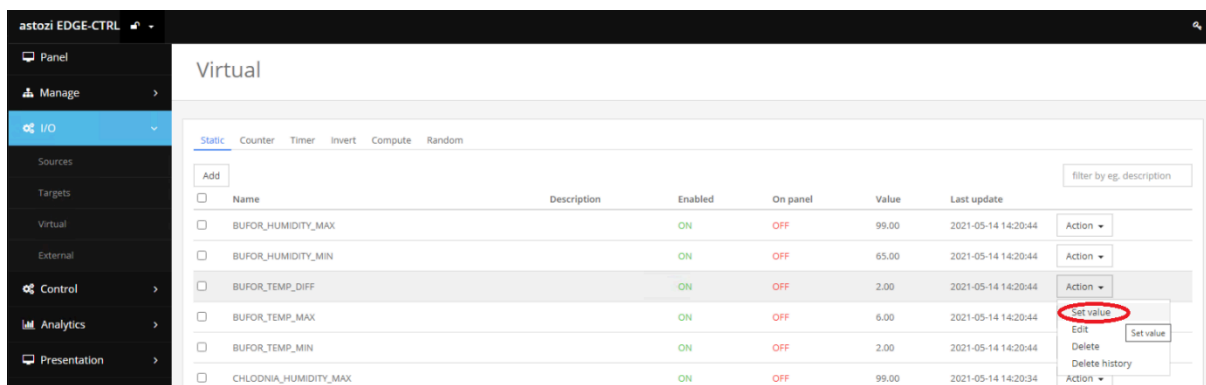 astozi EDGE-CTRL
Panel
Virtual
Manage
I/O
Static Counter Timer Invert Compute Random
Sources
Add
filter by eg. description
Targets
Name Description Enabled On panel Value Last update
Virtual
BUFOR_HUMIDITY_MAX ON OFF 99.00 2021-05-14 14:20:44 Action
External
BUFOR_HUMIDITY_MIN ON OFF 65.00 2021-05-14 14:20:44 Action
Control
BUFOR_TEMP_DIFF ON OFF 2.00 2021-05-14 14:20:44 Action
Set value
Analytics
BUFOR_TEMP_MAX ON OFF 6.00 2021-05-14 14:20:44
Edit
Set value
BUFOR_TEMP_MIN ON OFF 2.00 2021-05-14 14:20:44
Delete
Presentation
Delete history
CHLODNIA_HUMIDITY_MAX ON OFF 99.00 2021-05-14 14:20:34 Action